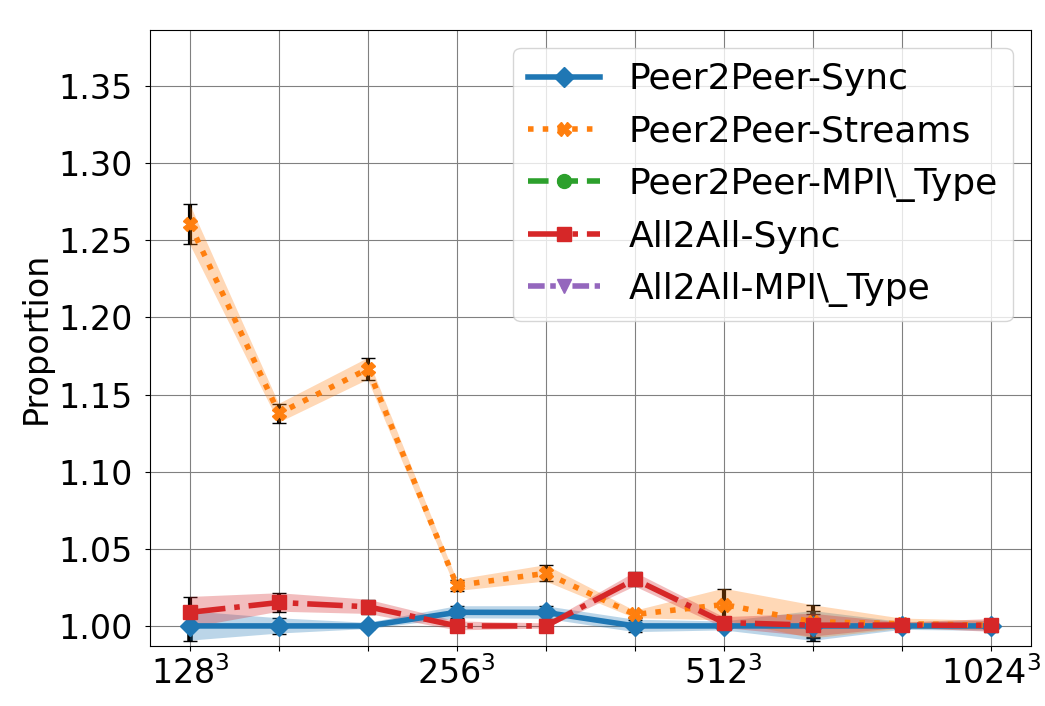 Proportion
1.35
1.30
1.25
1.20
1.15
1.10
1.05
1.00
128³
256³
512³
1024³
Peer2Peer-Sync
Peer2Peer-Streams
Peer2Peer-MPI\_Type
All2All-Sync
All2All-MPI\_Type